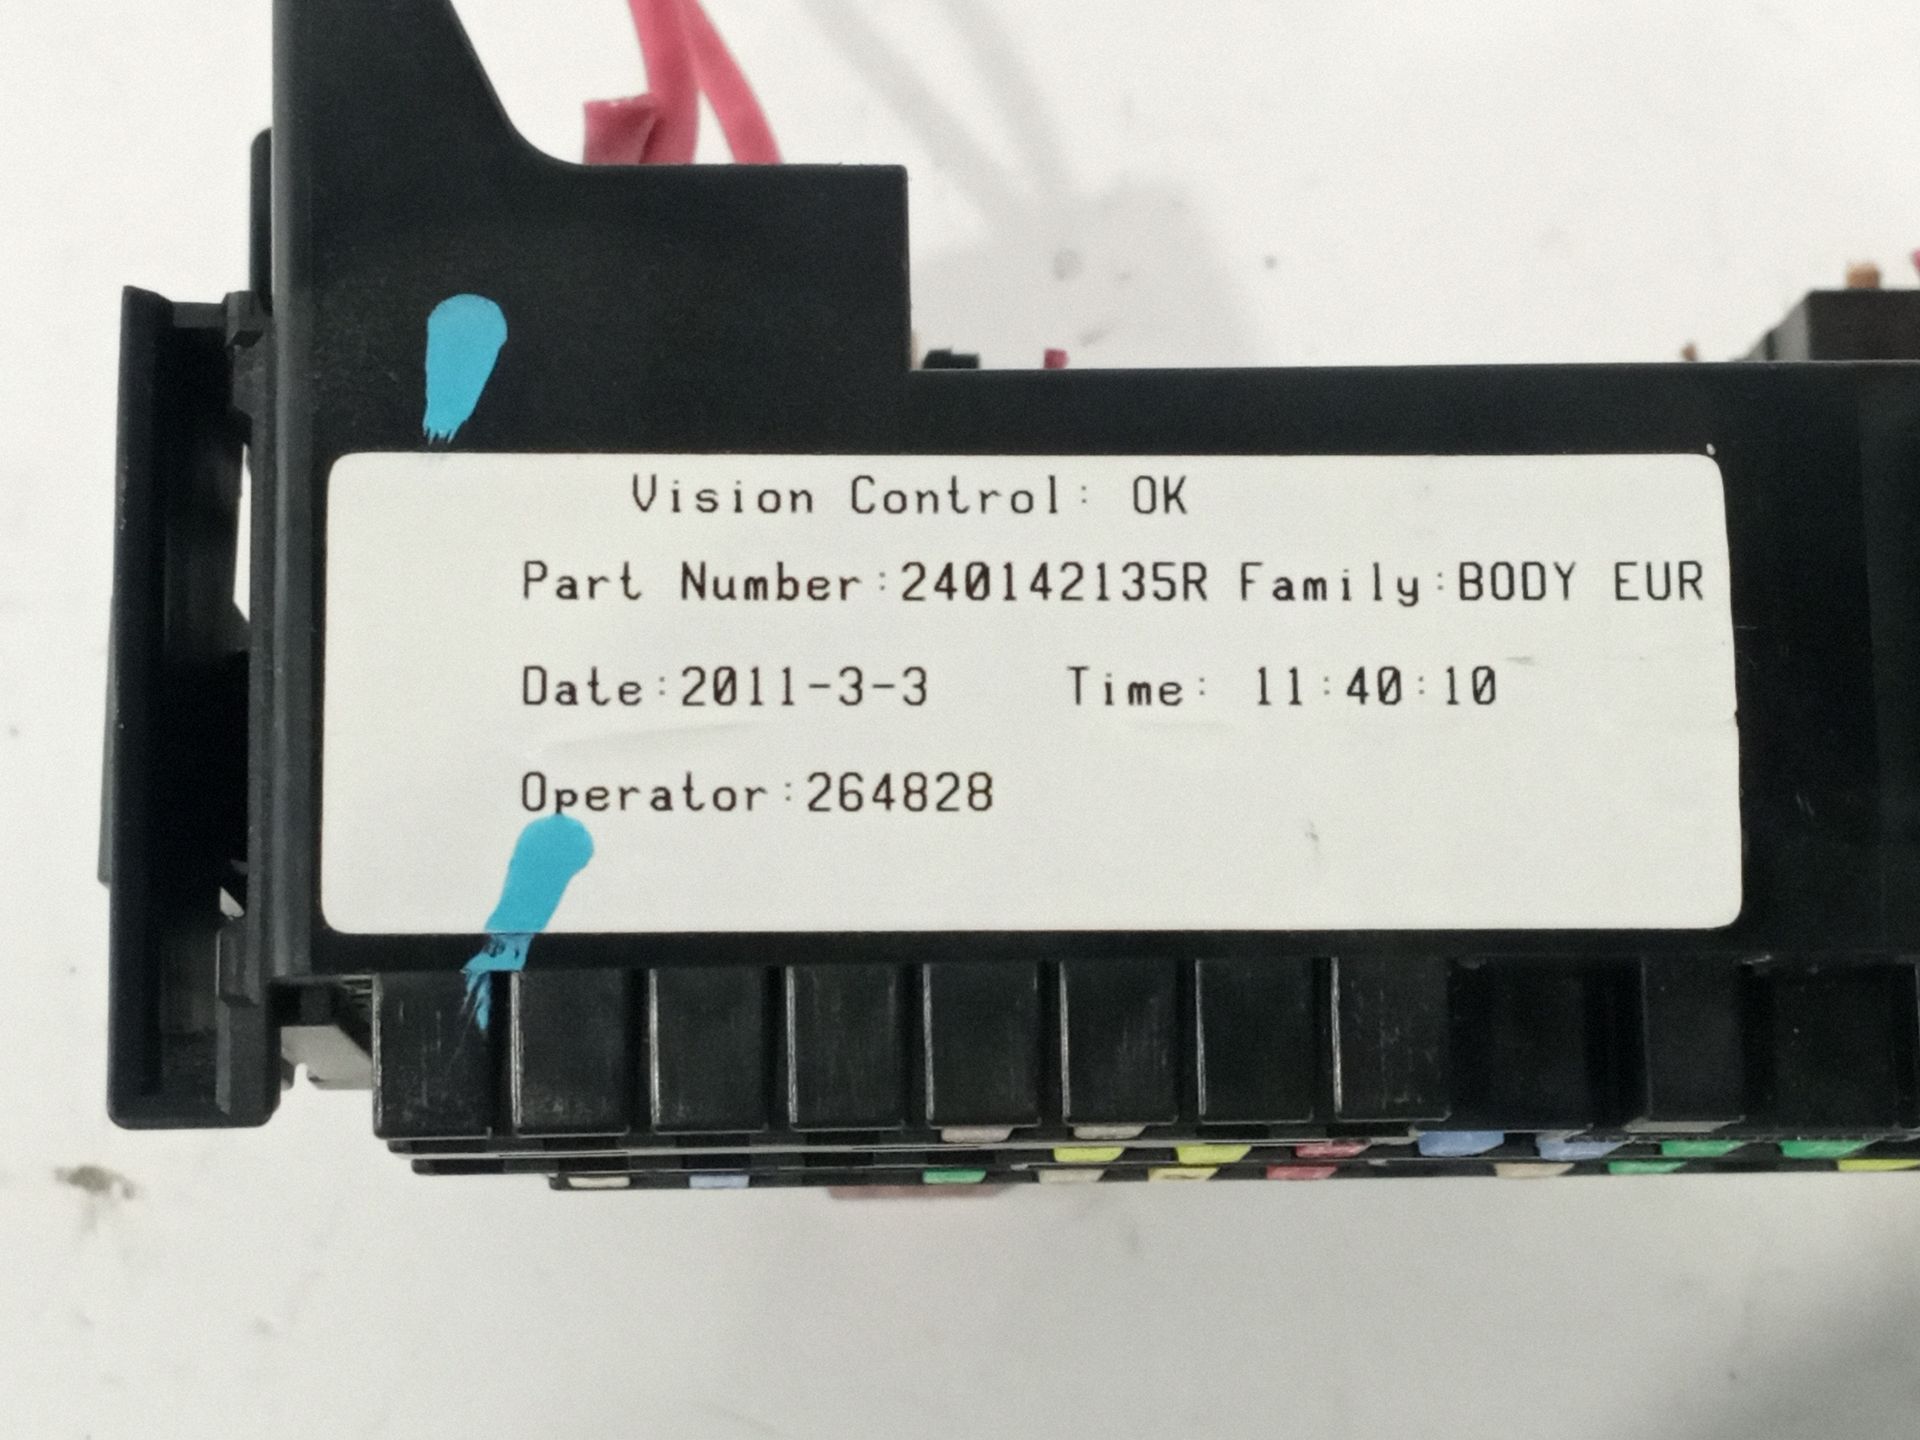 Vision Control: OK
Part Number:240142135R Family:BODY EUR
Date:2011-3-3 Time: 11:40:10
Operator:264828